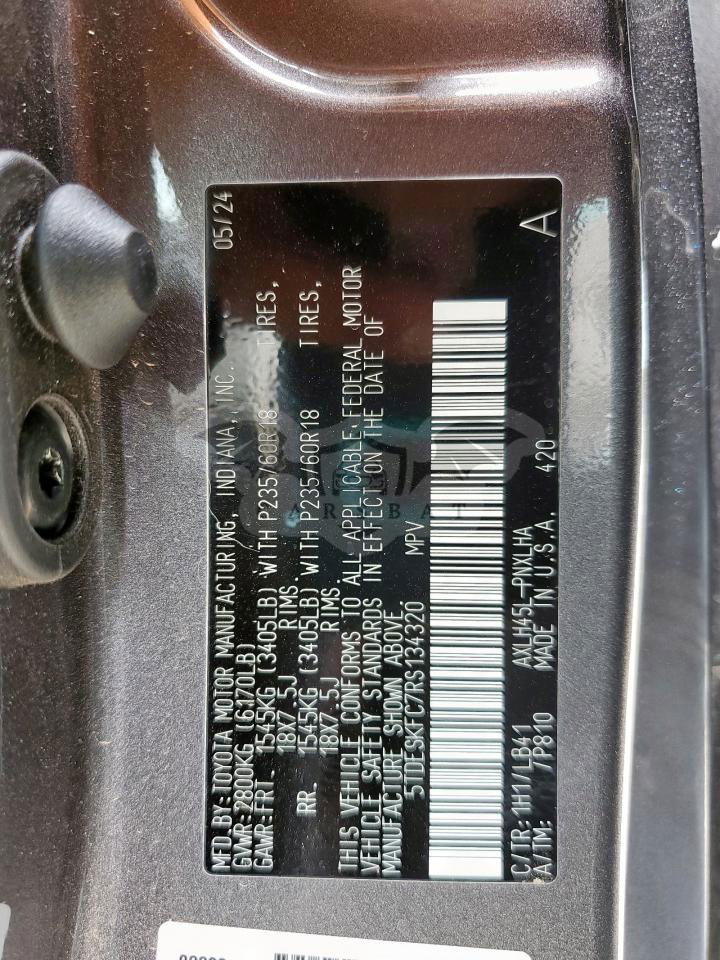 MFD. BY: TOYOTA MOTOR MANUFACTURING, INDIANA, INC. 05/24
GVWR: 2800KG (6170LB)
GAWR: FRT. 1545KG (3405LB) WITH P235/60R18 TIRES,
18X7.5J RIMS.
RR. 1545KG (3405LB) WITH P235/60R18 TIRES,
18X7.5J RIMS.
THIS VEHICLE CONFORMS TO ALL APPLICABLE FEDERAL MOTOR
VEHICLE SAFETY STANDARDS IN EFFECT ON THE DATE OF
MANUFACTURE SHOWN ABOVE.
5TDESKFC7RS134320 MPV
C/TR: 1H1/LB41 AXLH45L-PNXLHA
A/TM: /P810 MADE IN U.S.A. 420 A
CARSBAT